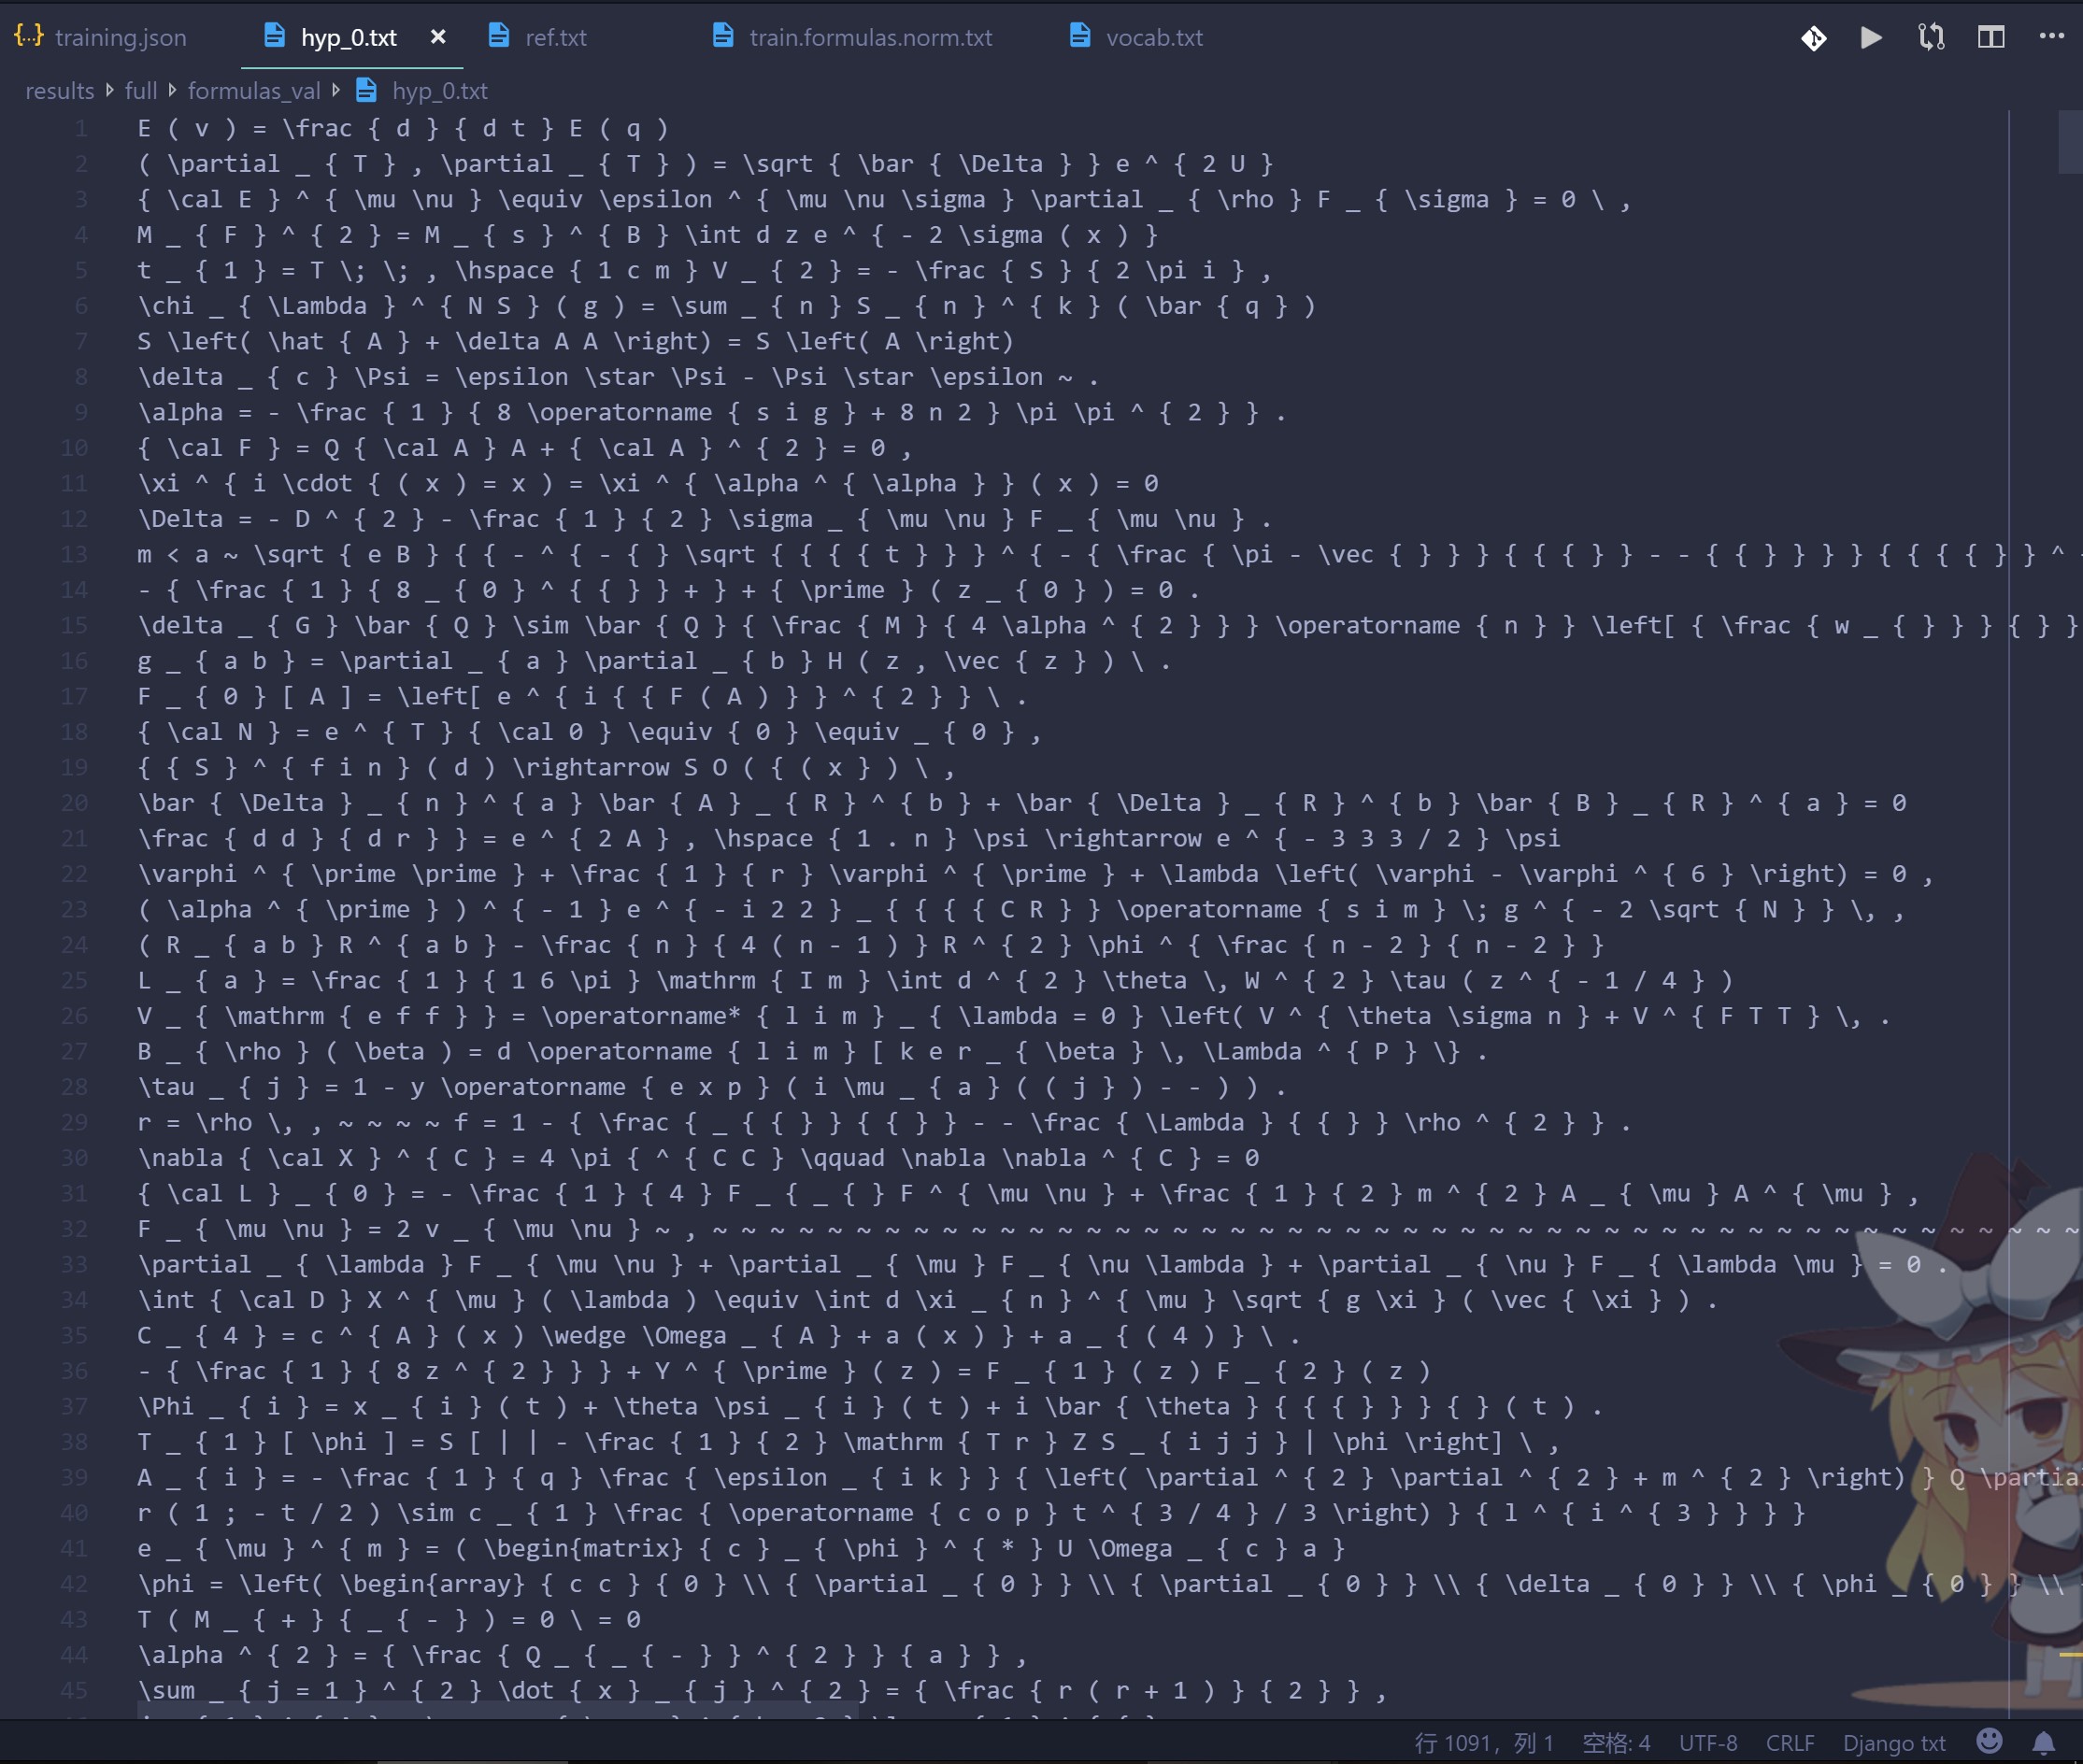 training.json hyp_0.txt × ref.txt train.formulas.norm.txt vocab.txt
results full formulas_val hyp_0.txt
1 E ( v ) = \frac { d } { d t } E ( q )
2 ( \partial _ { T } , \partial _ { T } ) = \sqrt { \bar { \Delta } } e ^ { 2 U }
3 { \cal E } ^ { \mu \nu } \equiv \epsilon ^ { \mu \nu \sigma } \partial _ { \rho } F _ { \sigma } = 0 \ ,
4 M _ { F } ^ { 2 } = M _ { s } ^ { B } \int d z e ^ { - 2 \sigma ( x ) }
5 t _ { 1 } = T \; \; , \hspace { 1 c m } V _ { 2 } = - \frac { S } { 2 \pi i } ,
6 \chi _ { \Lambda } ^ { N S } ( g ) = \sum _ { n } S _ { n } ^ { k } ( \bar { q } )
7 S \left( \hat { A } + \delta A A \right) = S \left( A \right)
8 \delta _ { c } \Psi = \epsilon \star \Psi - \Psi \star \epsilon ~ .
9 \alpha = - \frac { 1 } { 8 \operatorname { s i g } + 8 n 2 } \pi \pi ^ { 2 } } .
10 { \cal F } = Q { \cal A } A + { \cal A } ^ { 2 } = 0 ,
11 \xi ^ { i \cdot { ( x ) = x ) = \xi ^ { \alpha ^ { \alpha } } ( x ) = 0
12 \Delta = - D ^ { 2 } - \frac { 1 } { 2 } \sigma _ { \mu \nu } F _ { \mu \nu } .
13 m < a ~ \sqrt { e B } { { - ^ { - { } \sqrt { { { { t } } } ^ { - { \frac { \pi - \vec { } } } } { { { } } - - { { } } } } } { { { { { } } ^
14 - { \frac { 1 } { 8 _ { 0 } ^ { { } } + } + { \prime } ( z _ { 0 } ) = 0 .
15 \delta _ { G } \bar { Q } \sim \bar { Q } { \frac { M } { 4 \alpha ^ { 2 } } } \operatorname { n } } \left[ { \frac { w _ { } } } } { } } }
16 g _ { a b } = \partial _ { a } \partial _ { b } H ( z , \vec { z } ) \ .
17 F _ { 0 } [ A ] = \left[ e ^ { i { { F ( A ) } } ^ { 2 } } \ .
18 { \cal N } = e ^ { T } { \cal 0 } \equiv { 0 } \equiv _ { 0 } ,
19 { { S } ^ { f i n } ( d ) \rightarrow S O ( { ( x } ) \ ,
20 \bar { \Delta } _ { n } ^ { a } \bar { A } _ { R } ^ { b } + \bar { \Delta } _ { R } ^ { b } \bar { B } _ { R } ^ { a } = 0
21 \frac { d d } { d r } } = e ^ { 2 A } , \hspace { 1 . n } \psi \rightarrow e ^ { - 3 3 3 / 2 } \psi
22 \varphi ^ { \prime \prime } + \frac { 1 } { r } \varphi ^ { \prime } + \lambda \left( \varphi - \varphi ^ { 6 } \right) = 0 ,
23 ( \alpha ^ { \prime } ) ^ { - 1 } e ^ { - i 2 2 } _ { { { { C R } } \operatorname { s i m } \; g ^ { - 2 \sqrt { N } } \, ,
24 ( R _ { a b } R ^ { a b } - \frac { n } { 4 ( n - 1 ) } R ^ { 2 } \phi ^ { \frac { n - 2 } { n - 2 } }
25 L _ { a } = \frac { 1 } { 1 6 \pi } \mathrm { I m } \int d ^ { 2 } \theta \, W ^ { 2 } \tau ( z ^ { - 1 / 4 } )
26 V _ { \mathrm { e f f } } = \operatorname* { l i m } _ { \lambda = 0 } \left( V ^ { \theta \sigma n } + V ^ { F T T } \, .
27 B _ { \rho } ( \beta ) = d \operatorname { l i m } [ k e r _ { \beta } \, \Lambda ^ { P } \} .
28 \tau _ { j } = 1 - y \operatorname { e x p } ( i \mu _ { a } ( ( j } ) - - ) ) .
29 r = \rho \, , ~ ~ ~ ~ f = 1 - { \frac { _ { { } } { { } } - - \frac { \Lambda } { { } } \rho ^ { 2 } } .
30 \nabla { \cal X } ^ { C } = 4 \pi { ^ { C C } \qquad \nabla \nabla ^ { C } = 0
31 { \cal L } _ { 0 } = - \frac { 1 } { 4 } F _ { _ { } F ^ { \mu \nu } + \frac { 1 } { 2 } m ^ { 2 } A _ { \mu } A ^ { \mu } ,
32 F _ { \mu \nu } = 2 v _ { \mu \nu } ~ , ~ ~ ~ ~ ~ ~ ~ ~ ~ ~ ~ ~ ~ ~ ~ ~ ~ ~ ~ ~ ~ ~ ~ ~ ~ ~ ~ ~ ~ ~ ~ ~ ~ ~ ~ ~ ~ ~ ~ ~ ~ ~ ~ ~ ~ ~ ~ ~
33 \partial _ { \lambda } F _ { \mu \nu } + \partial _ { \mu } F _ { \nu \lambda } + \partial _ { \nu } F _ { \lambda \mu } = 0 .
34 \int { \cal D } X ^ { \mu } ( \lambda ) \equiv \int d \xi _ { n } ^ { \mu } \sqrt { g \xi } ( \vec { \xi } ) .
35 C _ { 4 } = c ^ { A } ( x ) \wedge \Omega _ { A } + a ( x ) } + a _ { ( 4 ) } \ .
36 - { \frac { 1 } { 8 z ^ { 2 } } } + Y ^ { \prime } ( z ) = F _ { 1 } ( z ) F _ { 2 } ( z )
37 \Phi _ { i } = x _ { i } ( t ) + \theta \psi _ { i } ( t ) + i \bar { \theta } { { { } } } { } ( t ) .
38 T _ { 1 } [ \phi ] = S [ | | - \frac { 1 } { 2 } \mathrm { T r } Z S _ { i j j } | \phi \right] \ ,
39 A _ { i } = - \frac { 1 } { q } \frac { \epsilon _ { i k } } { \left( \partial ^ { 2 } \partial ^ { 2 } + m ^ { 2 } \right) } Q \partia
40 r ( 1 ; - t / 2 ) \sim c _ { 1 } \frac { \operatorname { c o p } t ^ { 3 / 4 } / 3 \right) } { l ^ { i ^ { 3 } } } }
41 e _ { \mu } ^ { m } = ( \begin{matrix} { c } _ { \phi } ^ { * } U \Omega _ { c } a }
42 \phi = \left( \begin{array} { c c } { 0 } \\ { \partial _ { 0 } } \\ { \partial _ { 0 } } \\ { \delta _ { 0 } } \\ { \phi _ { 0 } } \\
43 T ( M _ { + } { _ { - } ) = 0 \ = 0
44 \alpha ^ { 2 } = { \frac { Q _ { _ { - } } ^ { 2 } } { a } } ,
45 \sum _ { j = 1 } ^ { 2 } \dot { x } _ { j } ^ { 2 } = { \frac { r ( r + 1 ) } { 2 } } ,
行 1091，列 1 空格: 4 UTF-8 CRLF Django txt